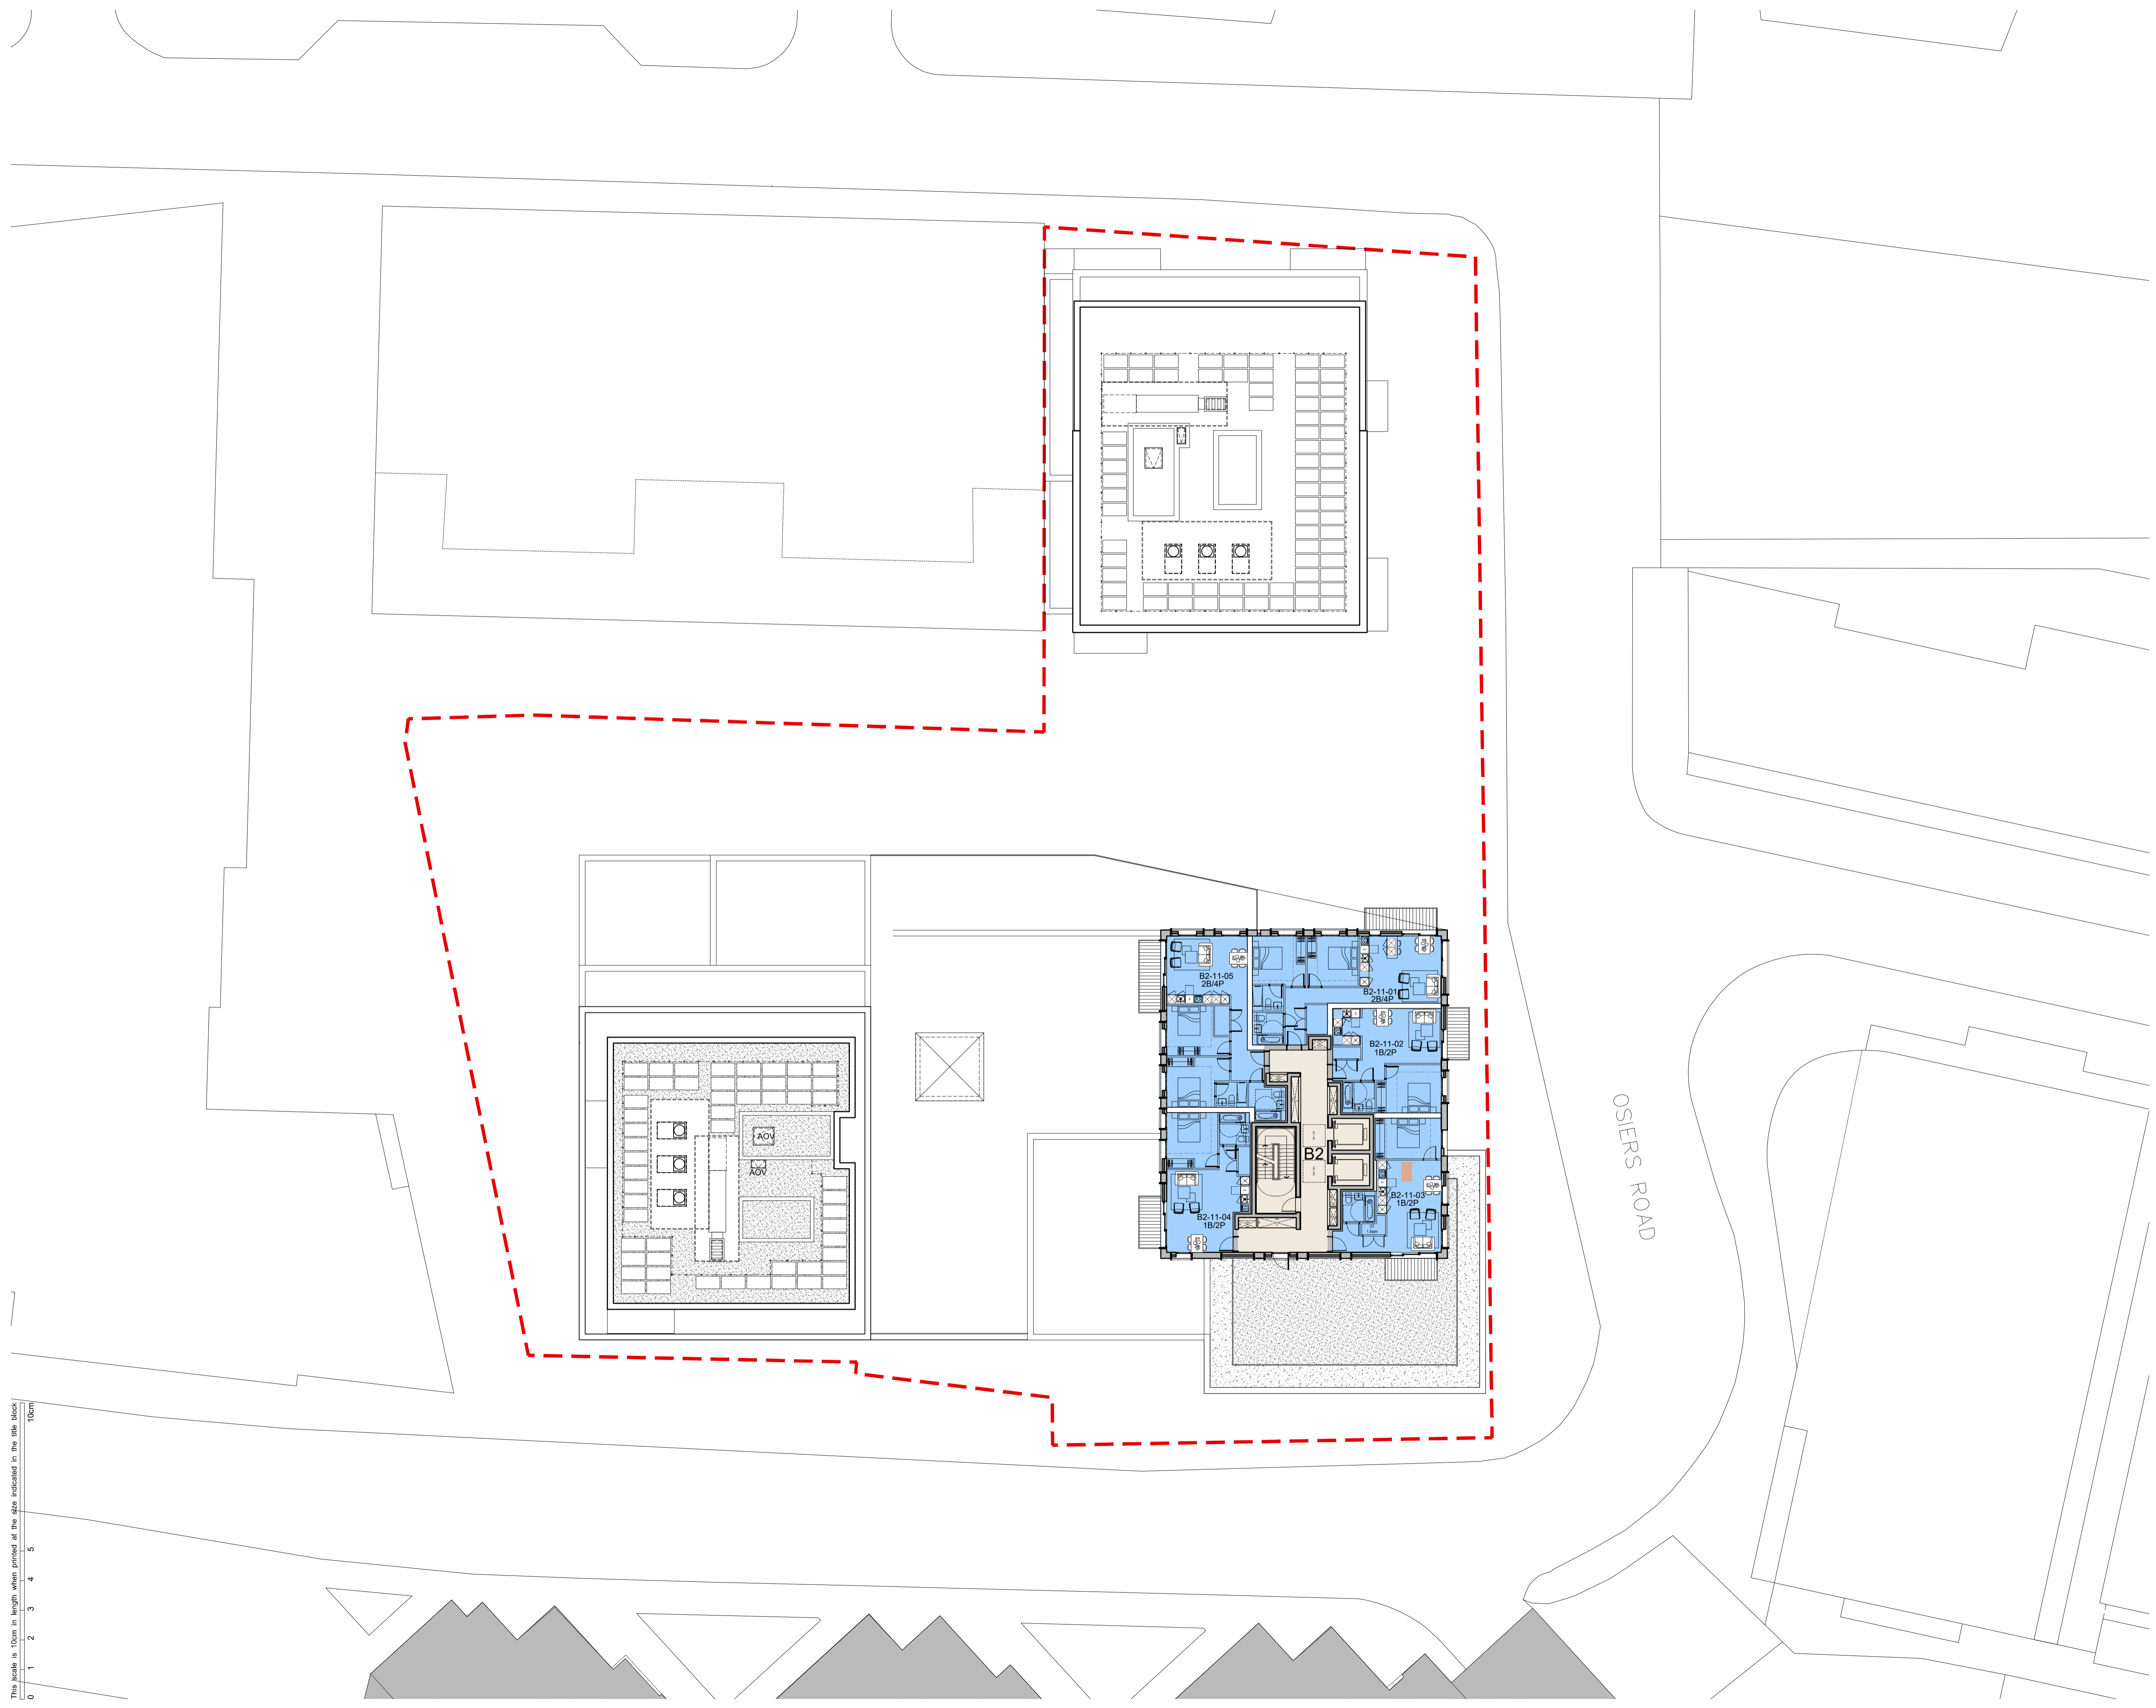 B2-11-05
2B/4P
B2-11-01
2B/4P
B2-11-02
1B/2P
B2
B2-11-03
1B/2P
B2-11-04
1B/2P
AOV
AOV
OSIERS ROAD
This scale is 10cm in length when printed at the size indicated in the title block
0 1 2 3 4 5 10cm